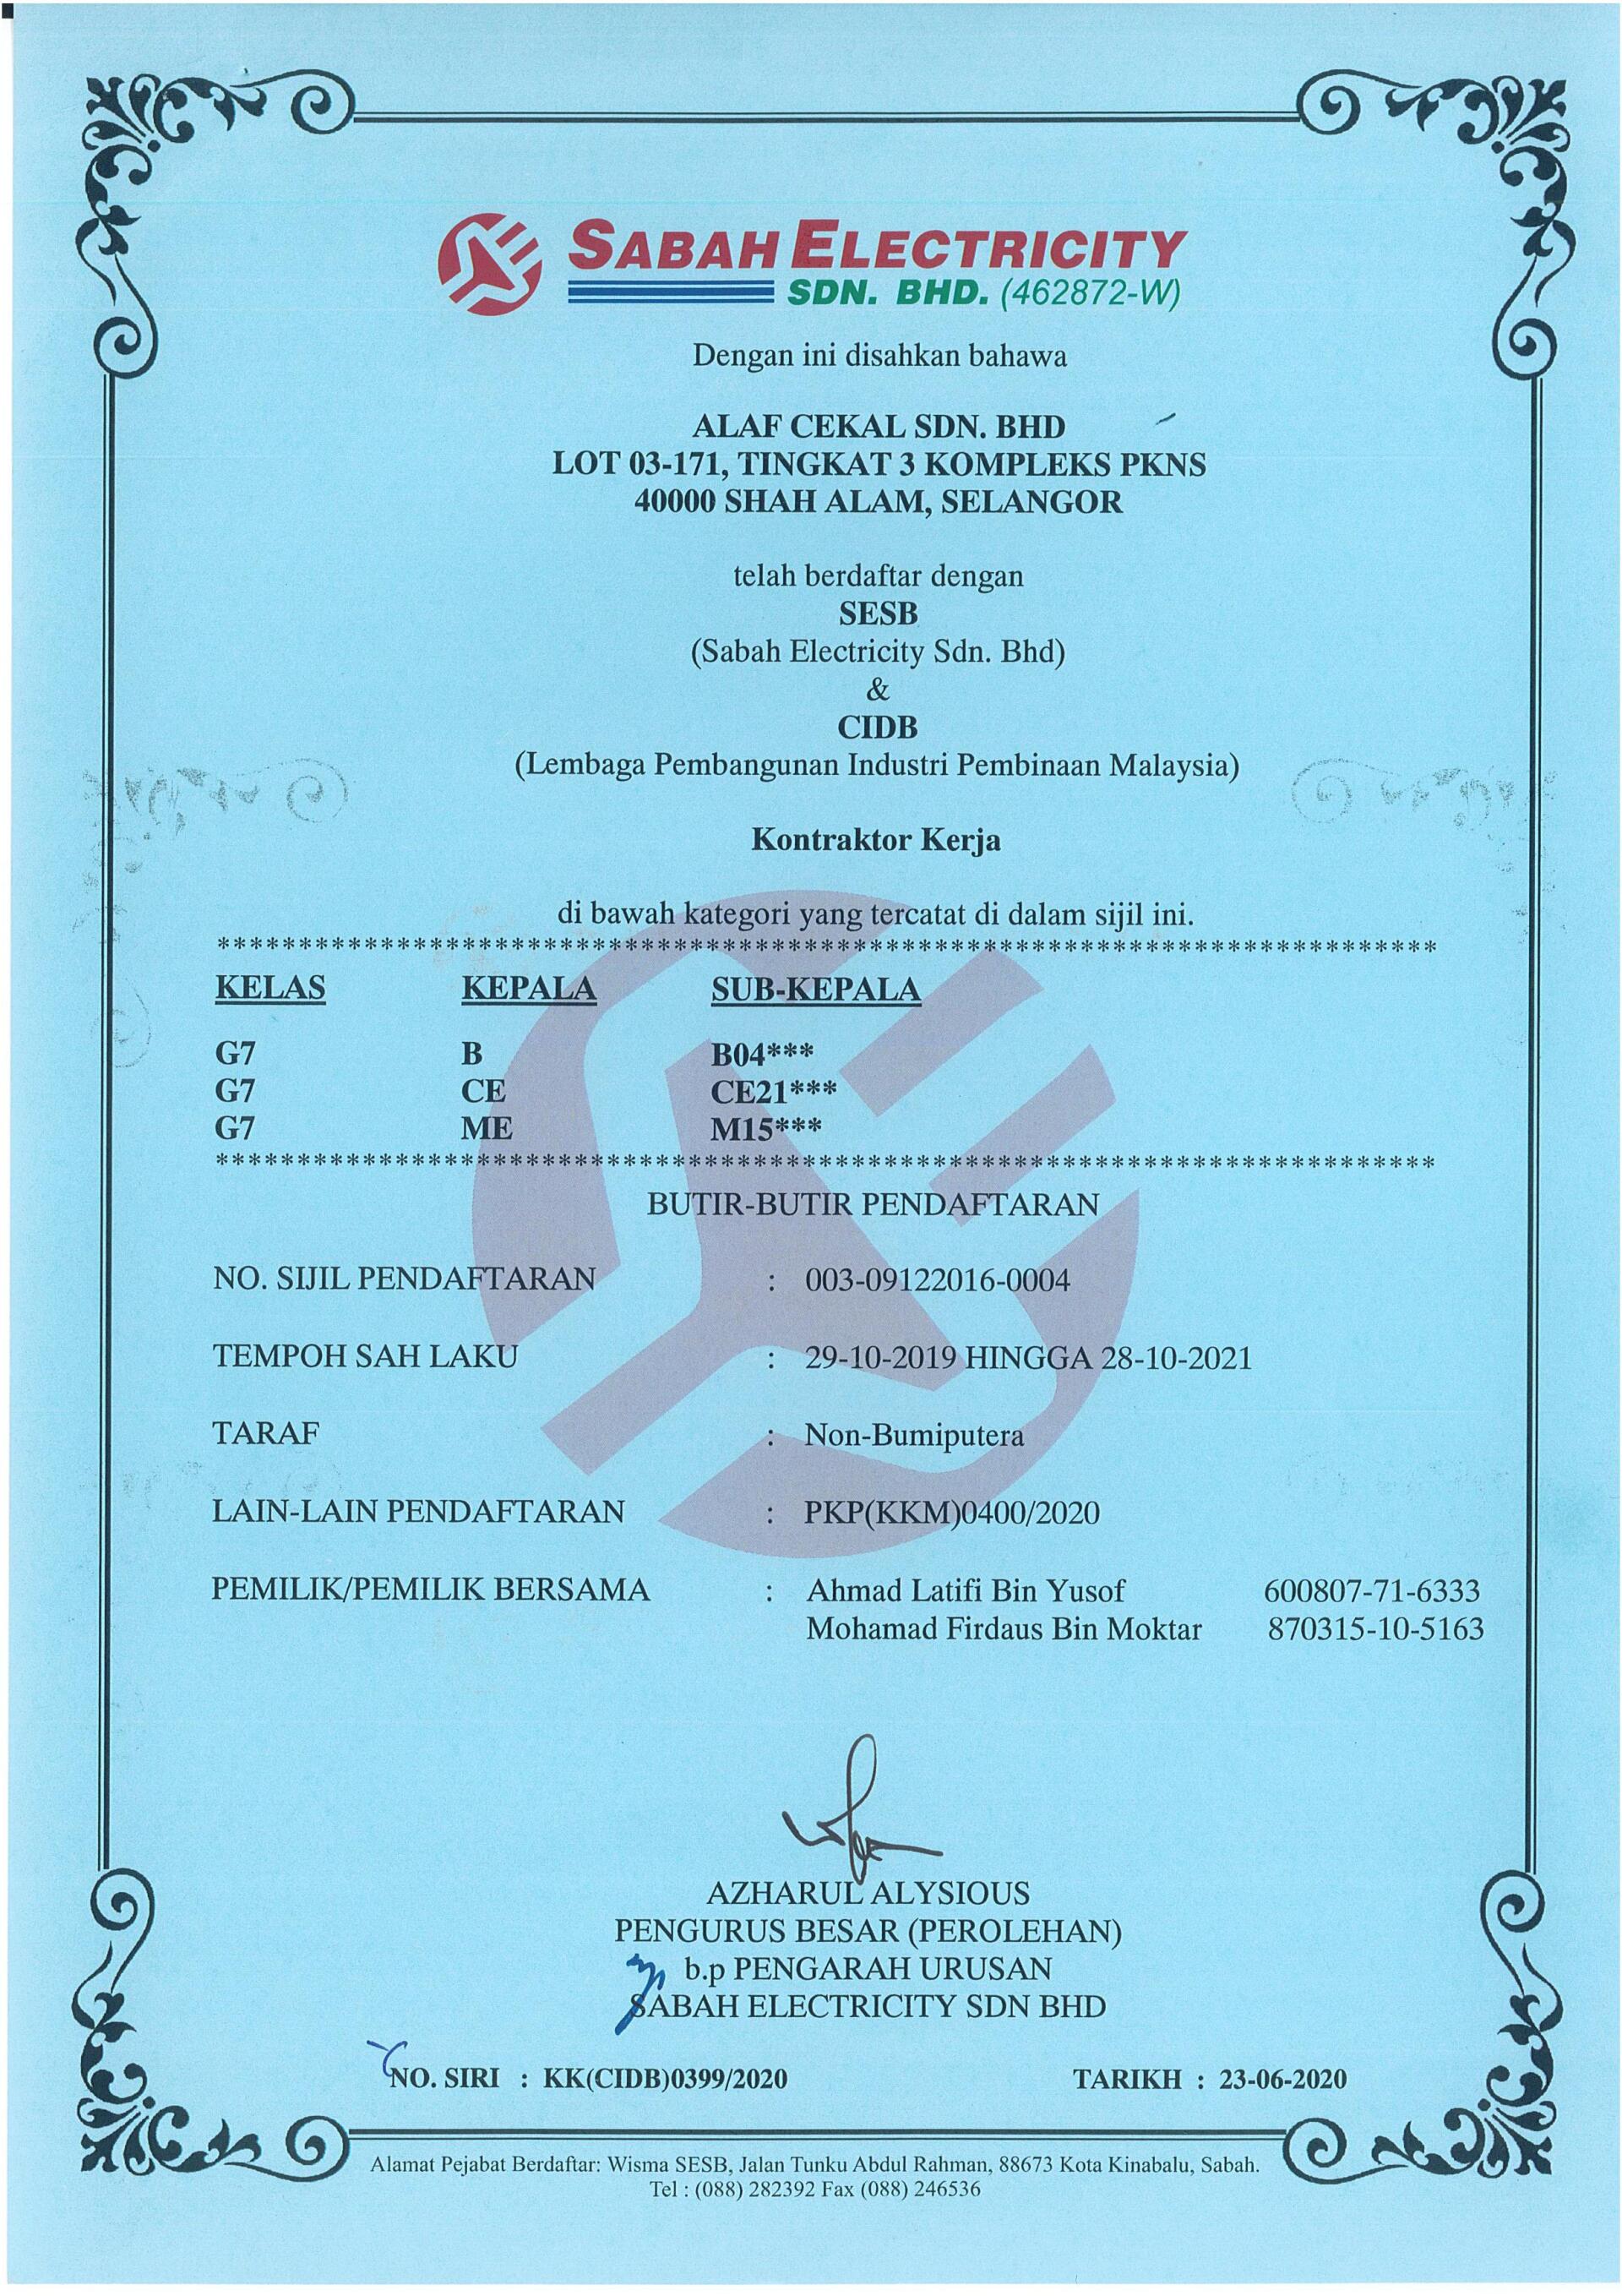 SABAH ELECTRICITY
SDN. BHD. (462872-W)
Dengan ini disahkan bahawa
ALAF CEKAL SDN. BHD
LOT 03-171, TINGKAT 3 KOMPLEKS PKNS
40000 SHAH ALAM, SELANGOR
telah berdaftar dengan
SESB
(Sabah Electricity Sdn. Bhd)
&
CIDB
(Lembaga Pembangunan Industri Pembinaan Malaysia)
Kontraktor Kerja
di bawah kategori yang tercatat di dalam sijil ini.
***************************************************************************
KELAS KEPALA SUB-KEPALA
G7 B B04***
G7 CE CE21***
G7 ME M15***
***************************************************************************
BUTIR-BUTIR PENDAFTARAN
NO. SIJIL PENDAFTARAN : 003-09122016-0004
TEMPOH SAH LAKU : 29-10-2019 HINGGA 28-10-2021
TARAF : Non-Bumiputera
LAIN-LAIN PENDAFTARAN : PKP(KKM)0400/2020
PEMILIK/PEMILIK BERSAMA : Ahmad Latifi Bin Yusof 600807-71-6333
Mohamad Firdaus Bin Moktar 870315-10-5163
AZHARUL ALYSIOUS
PENGURUS BESAR (PEROLEHAN)
b.p PENGARAH URUSAN
SABAH ELECTRICITY SDN BHD
NO. SIRI : KK(CIDB)0399/2020 TARIKH : 23-06-2020
Alamat Pejabat Berdaftar: Wisma SESB, Jalan Tunku Abdul Rahman, 88673 Kota Kinabalu, Sabah.
Tel : (088) 282392 Fax (088) 246536